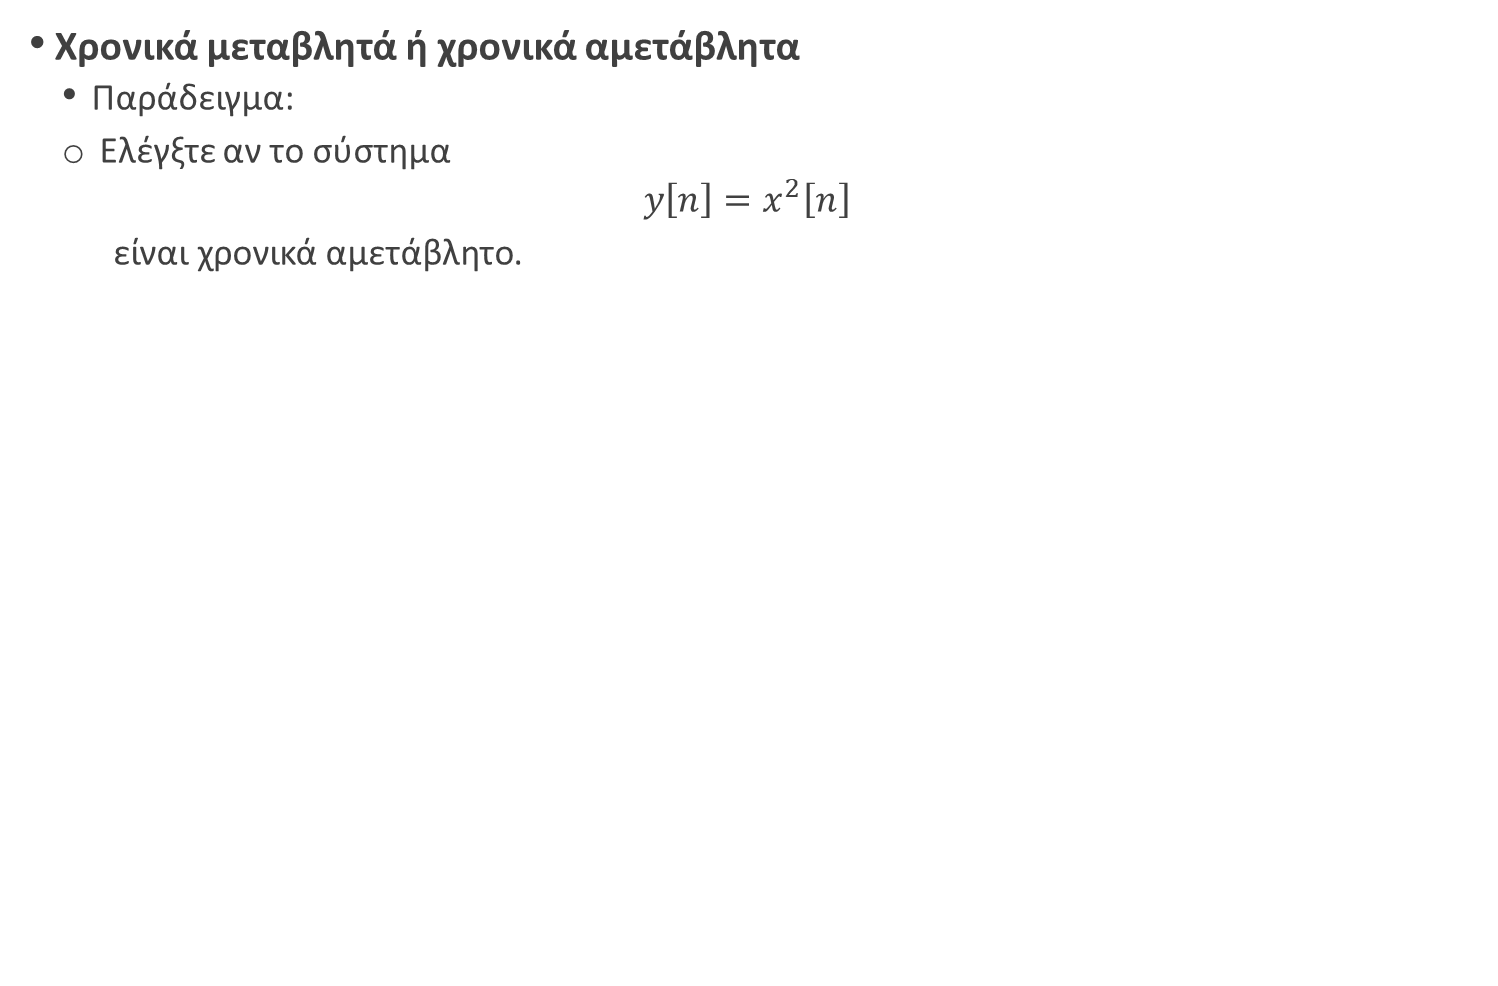 • Χρονικά μεταβλητά ή χρονικά αμετάβλητα
• Παράδειγμα:
○ Ελέγξτε αν το σύστημα
y[n] = x²[n]
είναι χρονικά αμετάβλητο.